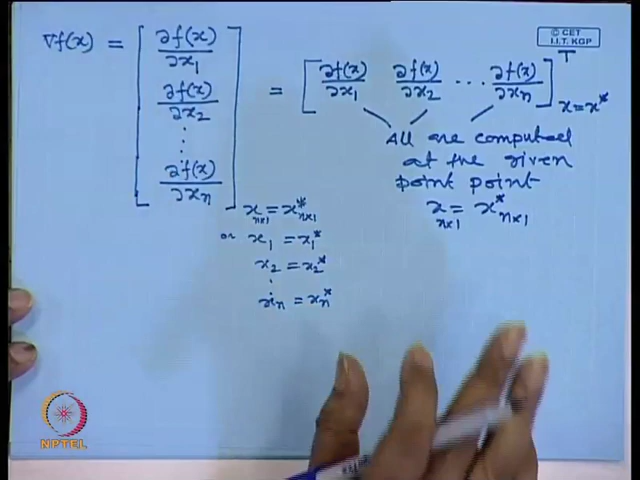 © CET
I.I.T. KGP
∇f(x) = [ ∂f(x)/∂x₁
∂f(x)/∂x₂
⋮
∂f(x)/∂xₙ ] x = x*
n×1 n×1
or x₁ = x₁*
x₂ = x₂*
⋮
xₙ = xₙ*
= [ ∂f(x)/∂x₁ ∂f(x)/∂x₂ ... ∂f(x)/∂xₙ ]ᵀ x = x*
All are computed
at the given
point point
x = x*
n×1 n×1
NPTEL